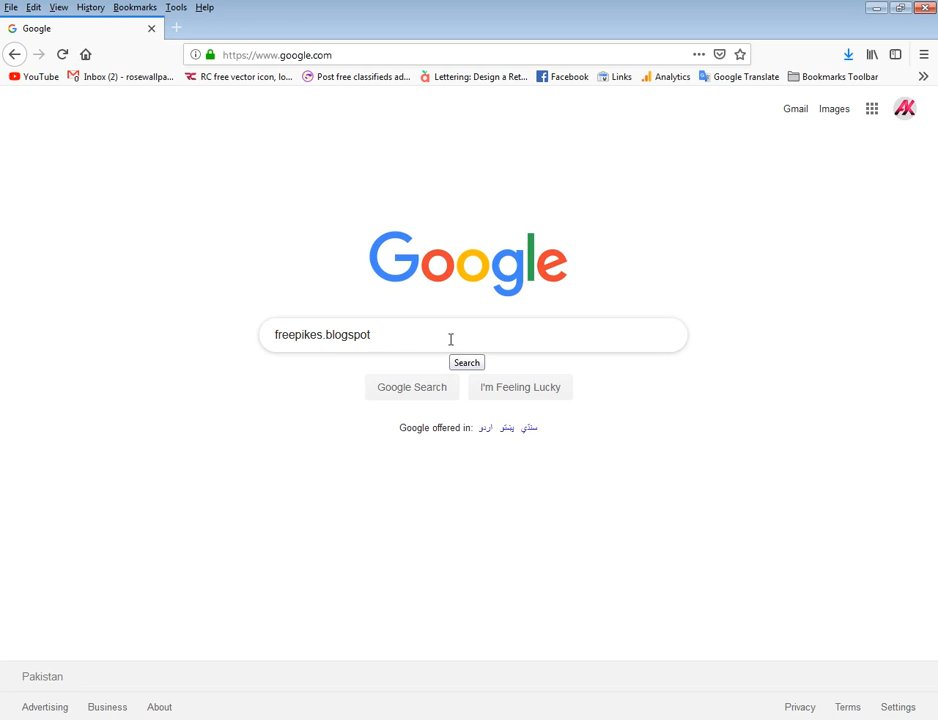 File Edit View History Bookmarks Tools Help
Google
https://www.google.com
YouTube Inbox (2) - rosewallpa... RC free vector icon, lo... Post free classifieds ad... Lettering: Design a Ret... Facebook Links Analytics Google Translate Bookmarks Toolbar
Gmail Images AK
Google
freepikes.blogspot
Search
Google Search I'm Feeling Lucky
Google offered in: اردو پښتو سنڌي
Pakistan
Advertising Business About Privacy Terms Settings